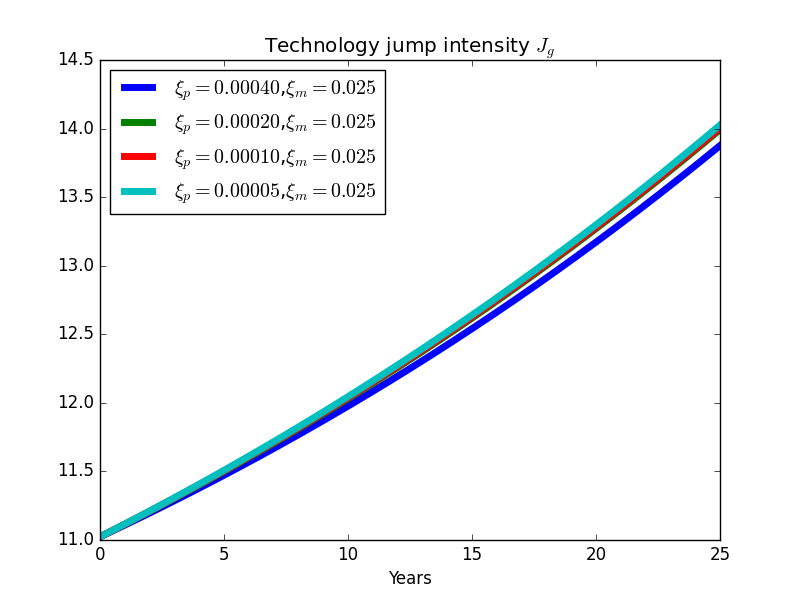 Technology jump intensity $J_g$
14.5
14.0
13.5
13.0
12.5
12.0
11.5
11.0
$\xi_p = 0.00040$,$\xi_m = 0.025$
$\xi_p = 0.00020$,$\xi_m = 0.025$
$\xi_p = 0.00010$,$\xi_m = 0.025$
$\xi_p = 0.00005$,$\xi_m = 0.025$
0 5 10 15 20 25
Years